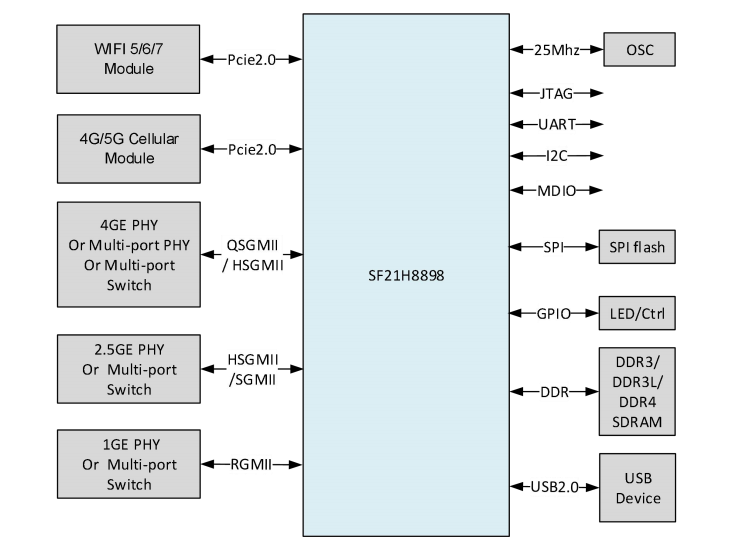 WIFI 5/6/7
Module
Pcie2.0
4G/5G Cellular
Module
Pcie2.0
4GE PHY
Or Multi-port PHY
Or Multi-port
Switch
QSGMII
/ HSGMII
2.5GE PHY
Or Multi-port
Switch
HSGMII
/SGMII
1GE PHY
Or Multi-port
Switch
RGMII
SF21H8898
25Mhz
OSC
JTAG
UART
I2C
MDIO
SPI
SPI flash
GPIO
LED/Ctrl
DDR
DDR3/
DDR3L/
DDR4
SDRAM
USB2.0
USB
Device